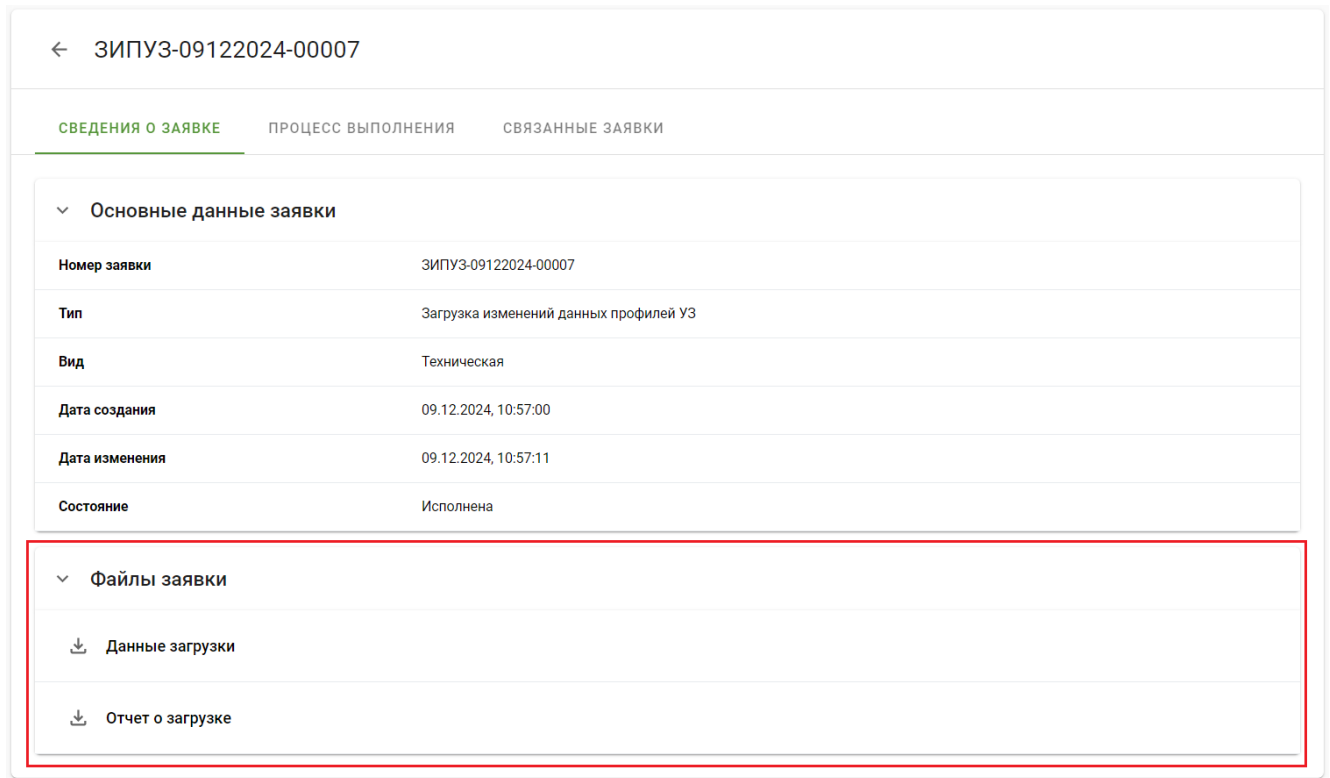 ЗИПУЗ-09122024-00007
СВЕДЕНИЯ О ЗАЯВКЕ ПРОЦЕСС ВЫПОЛНЕНИЯ СВЯЗАННЫЕ ЗАЯВКИ
Основные данные заявки
Номер заявки ЗИПУЗ-09122024-00007
Тип Загрузка изменений данных профилей УЗ
Вид Техническая
Дата создания 09.12.2024, 10:57:00
Дата изменения 09.12.2024, 10:57:11
Состояние Исполнена
Файлы заявки
Данные загрузки
Отчет о загрузке